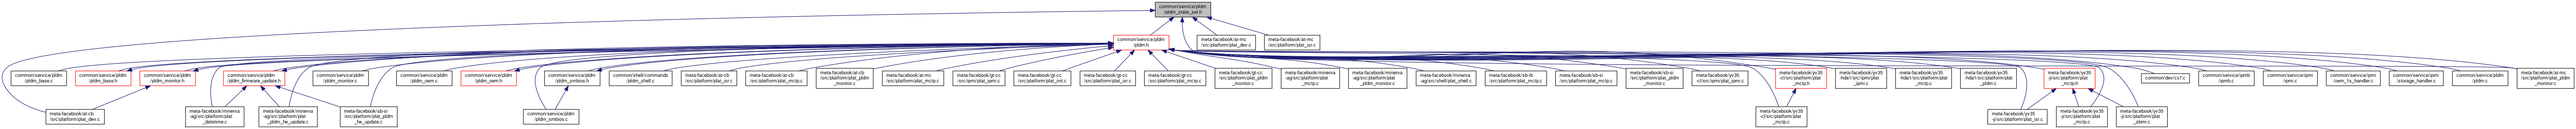 common/service/pldm
/pldm_state_set.h
common/service/pldm
/pldm.h
meta-facebook/at-mc
/src/platform/plat_dev.c
meta-facebook/at-mc
/src/platform/plat_isr.c
common/service/pldm
/pldm_base.c
common/service/pldm
/pldm_base.h
common/service/pldm
/pldm_monitor.h
common/service/pldm
/pldm_firmware_update.h
common/service/pldm
/pldm_monitor.c
common/service/pldm
/pldm_oem.c
common/service/pldm
/pldm_oem.h
common/service/pldm
/pldm_smbios.h
common/shell/commands
/pldm_shell.c
meta-facebook/at-cb
/src/platform/plat_isr.c
meta-facebook/at-cb
/src/platform/plat_mctp.c
meta-facebook/at-cb
/src/platform/plat_pldm
_monitor.c
meta-facebook/at-mc
/src/platform/plat_mctp.c
meta-facebook/gt-cc
/src/ipmi/plat_ipmi.c
meta-facebook/gt-cc
/src/platform/plat_init.c
meta-facebook/gt-cc
/src/platform/plat_isr.c
meta-facebook/gt-cc
/src/platform/plat_mctp.c
meta-facebook/gt-cc
/src/platform/plat_pldm
_monitor.c
meta-facebook/minerva
-ag/src/platform/plat
_mctp.c
meta-facebook/minerva
-ag/src/platform/plat
_pldm_monitor.c
meta-facebook/minerva
-ag/src/shell/plat_shell.c
meta-facebook/sb-rb
/src/platform/plat_mctp.c
meta-facebook/sb-si
/src/platform/plat_mctp.c
meta-facebook/sb-si
/src/platform/plat_pldm
_monitor.c
meta-facebook/yv35
-cl/src/ipmi/plat_ipmi.c
meta-facebook/yv35
-cl/src/platform/plat
_mctp.h
meta-facebook/yv35
-hd/src/platform/plat
_ipmi.c
meta-facebook/yv35
-hd/src/platform/plat
_mctp.c
meta-facebook/yv35
-hd/src/platform/plat
_pldm.c
meta-facebook/yv35
-ji/src/platform/plat
_mctp.h
common/dev/cx7.c
common/service/ipmb
/ipmb.c
common/service/ipmi
/ipmi.c
common/service/ipmi
/oem_1s_handler.c
common/service/ipmi
/storage_handler.c
common/service/pldm
/pldm.c
meta-facebook/at-mc
/src/platform/plat_pldm
_monitor.c
meta-facebook/at-cb
/src/platform/plat_dev.c
meta-facebook/minerva
-ag/src/platform/plat
_datetime.c
meta-facebook/minerva
-ag/src/platform/plat
_pldm_fw_update.c
meta-facebook/sb-si
/src/platform/plat_pldm
_fw_update.c
common/service/pldm
/pldm_smbios.c
meta-facebook/yv35
-cl/src/platform/plat
_mctp.c
meta-facebook/yv35
-ji/src/platform/plat_isr.c
meta-facebook/yv35
-ji/src/platform/plat
_mctp.c
meta-facebook/yv35
-ji/src/platform/plat
_sbmr.c